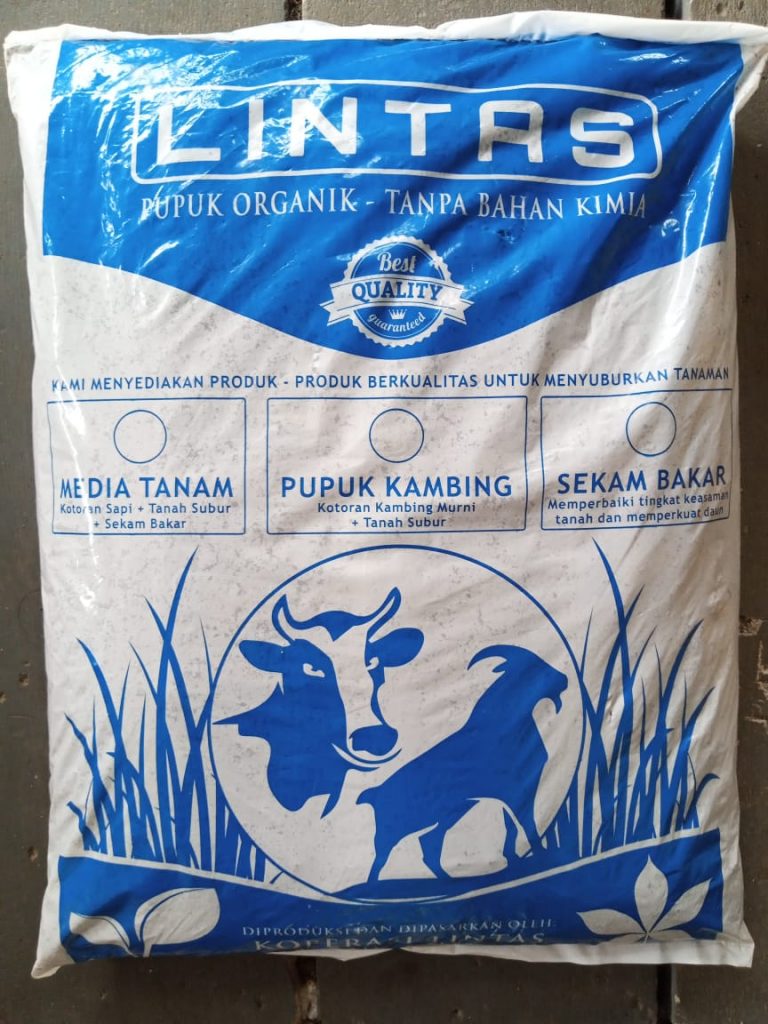 LINTAS
PUPUK ORGANIK - TANPA BAHAN KIMIA
Best
QUALITY
guaranteed
KAMI MENYEDIAKAN PRODUK - PRODUK BERKUALITAS UNTUK MENYUBURKAN TANAMAN
MEDIA TANAM
Kotoran Sapi + Tanah Subur
+ Sekam Bakar
PUPUK KAMBING
Kotoran Kambing Murni
+ Tanah Subur
SEKAM BAKAR
Memperbaiki tingkat keasaman
tanah dan memperkuat daun
DIPRODUKSI DAN DIPASARKAN OLEH:
KOPERASI LINTAS